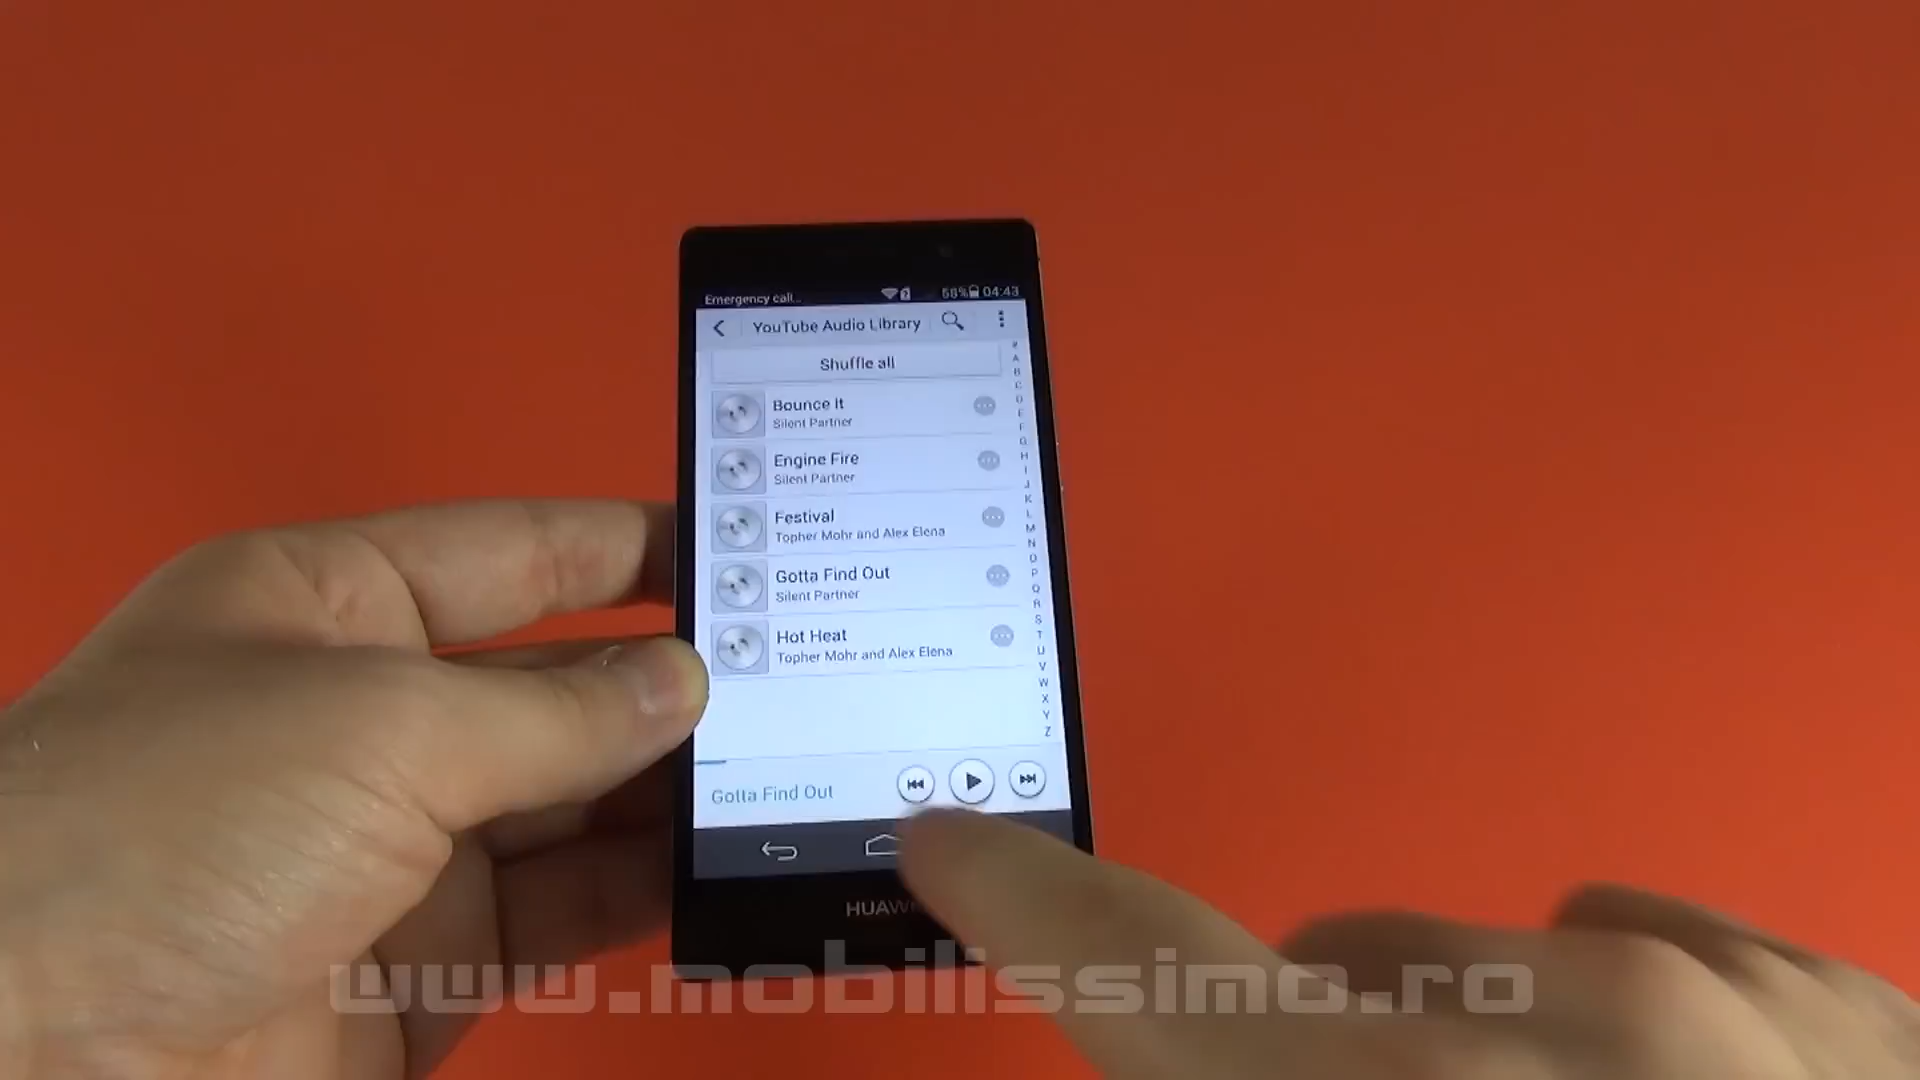 Emergency call...
58% 04:43
YouTube Audio Library
Shuffle all
Bounce It
Silent Partner
Engine Fire
Silent Partner
Festival
Topher Mohr and Alex Elena
Gotta Find Out
Silent Partner
Hot Heat
Topher Mohr and Alex Elena
#
A
B
C
D
E
F
G
H
I
J
K
L
M
N
O
P
Q
R
S
T
U
V
W
X
Y
Z
Gotta Find Out
HUAW
www.mobilissimo.ro